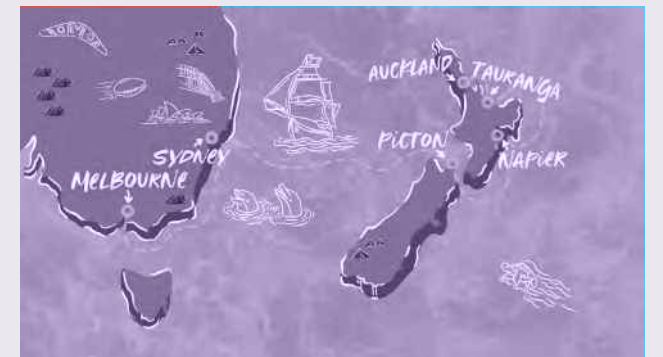 AUCKLAND
TAURANGA
SYDNEY
PICTON
NAPIER
MELBOURNE